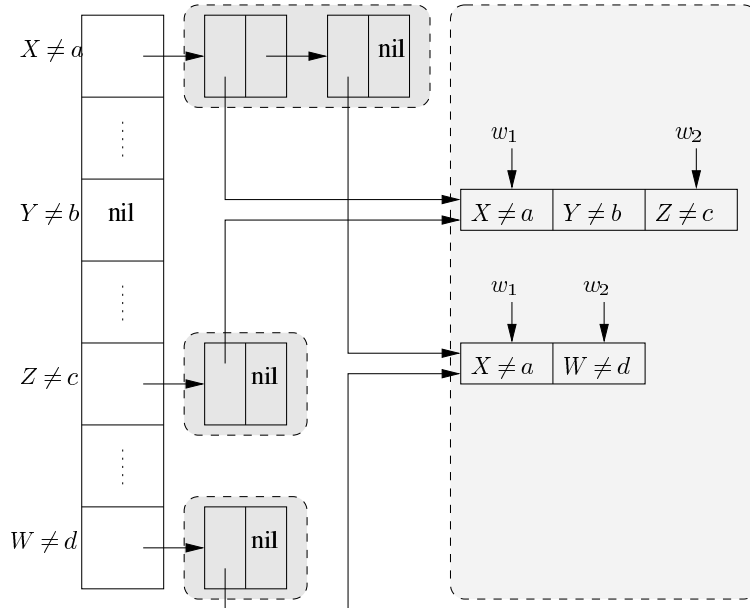 X ≠ a
nil
w₁ w₂
Y ≠ b nil
X ≠ a Y ≠ b Z ≠ c
w₁ w₂
Z ≠ c nil
X ≠ a W ≠ d
W ≠ d nil